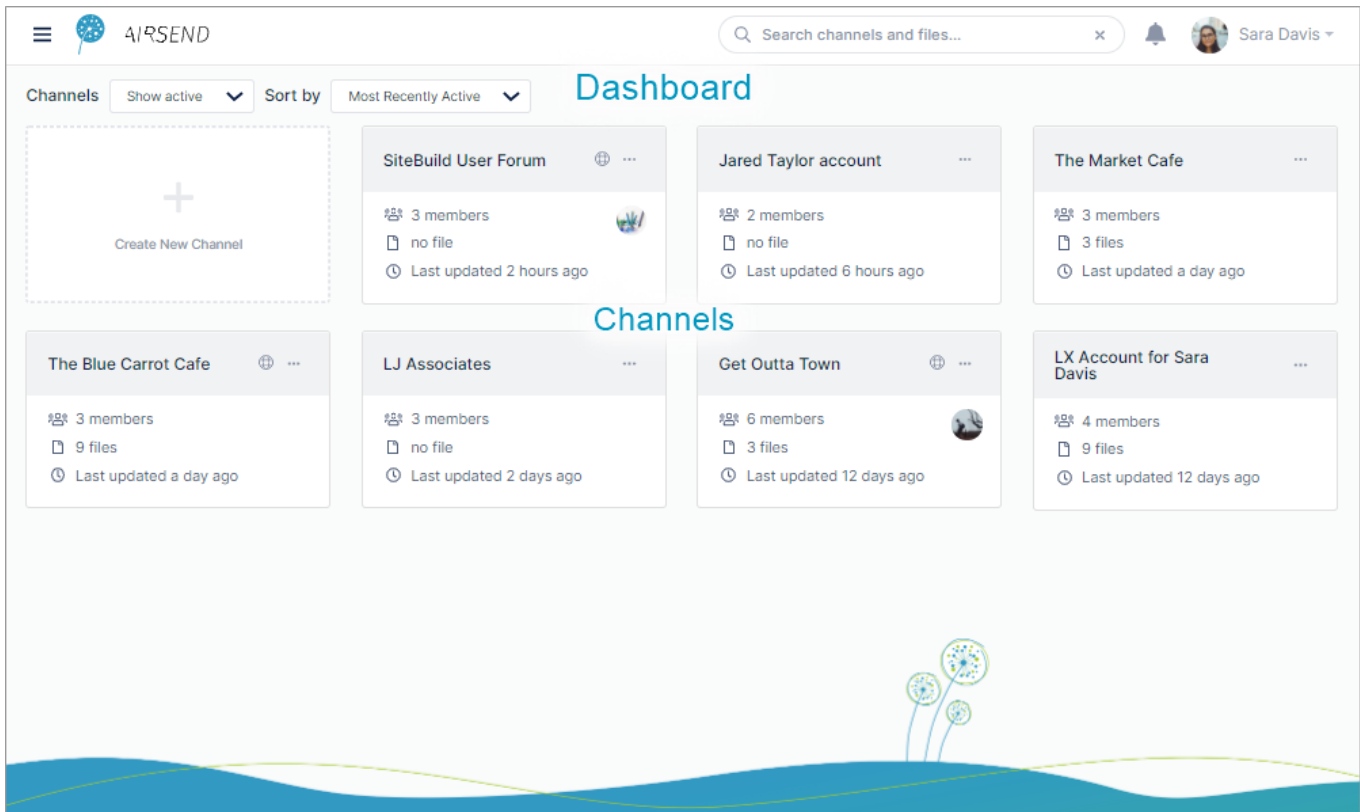 AIRSEND
Search channels and files...
Sara Davis
Channels
Show active
Sort by
Most Recently Active
Dashboard
Create New Channel
SiteBuild User Forum
3 members
no file
Last updated 2 hours ago
Jared Taylor account
2 members
no file
Last updated 6 hours ago
The Market Cafe
3 members
3 files
Last updated a day ago
Channels
The Blue Carrot Cafe
3 members
9 files
Last updated a day ago
LJ Associates
3 members
no file
Last updated 2 days ago
Get Outta Town
6 members
3 files
Last updated 12 days ago
LX Account for Sara
Davis
4 members
9 files
Last updated 12 days ago